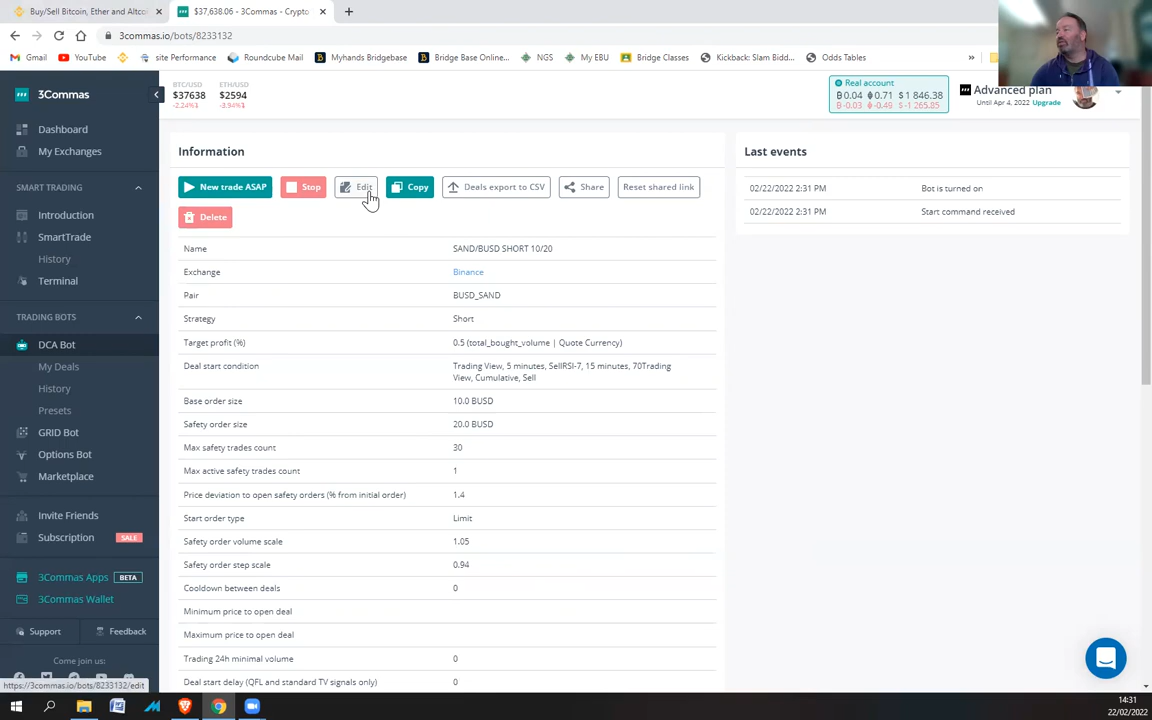 Buy/Sell Bitcoin, Ether and Altco
$37,638.06 - 3Commas - Crypto
3commas.io/bots/8233132
Gmail
YouTube
site Performance
Roundcube Mail
Myhands Bridgebase
Bridge Base Online...
NGS
My EBU
Bridge Classes
Kickback: Slam Bidd...
Odds Tables
»
3Commas
BTC/USD
$37638
-2.24%
ETH/USD
$2594
-3.94%
Real account
0.04 0.71 $ 1 846.38
-0.03 -0.49 $ -1 265.85
Advanced plan
Until Apr 4, 2022 Upgrade
Dashboard
My Exchanges
SMART TRADING
Introduction
SmartTrade
History
Terminal
TRADING BOTS
DCA Bot
My Deals
History
Presets
GRID Bot
Options Bot
Marketplace
Invite Friends
Subscription SALE
3Commas Apps BETA
3Commas Wallet
Support
Feedback
Come join us:
Information
New trade ASAP
Stop
Edit
Copy
Deals export to CSV
Share
Reset shared link
Delete
Name SAND/BUSD SHORT 10/20
Exchange Binance
Pair BUSD_SAND
Strategy Short
Target profit (%) 0.5 (total_bought_volume | Quote Currency)
Deal start condition Trading View, 5 minutes, SellRSI-7, 15 minutes, 70Trading
View, Cumulative, Sell
Base order size 10.0 BUSD
Safety order size 20.0 BUSD
Max safety trades count 30
Max active safety trades count 1
Price deviation to open safety orders (% from initial order) 1.4
Start order type Limit
Safety order volume scale 1.05
Safety order step scale 0.94
Cooldown between deals 0
Minimum price to open deal
Maximum price to open deal
Trading 24h minimal volume 0
Deal start delay (QFL and standard TV signals only) 0
Last events
02/22/2022 2:31 PM Bot is turned on
02/22/2022 2:31 PM Start command received
https://3commas.io/bots/8233132/edit
14:31
22/02/2022